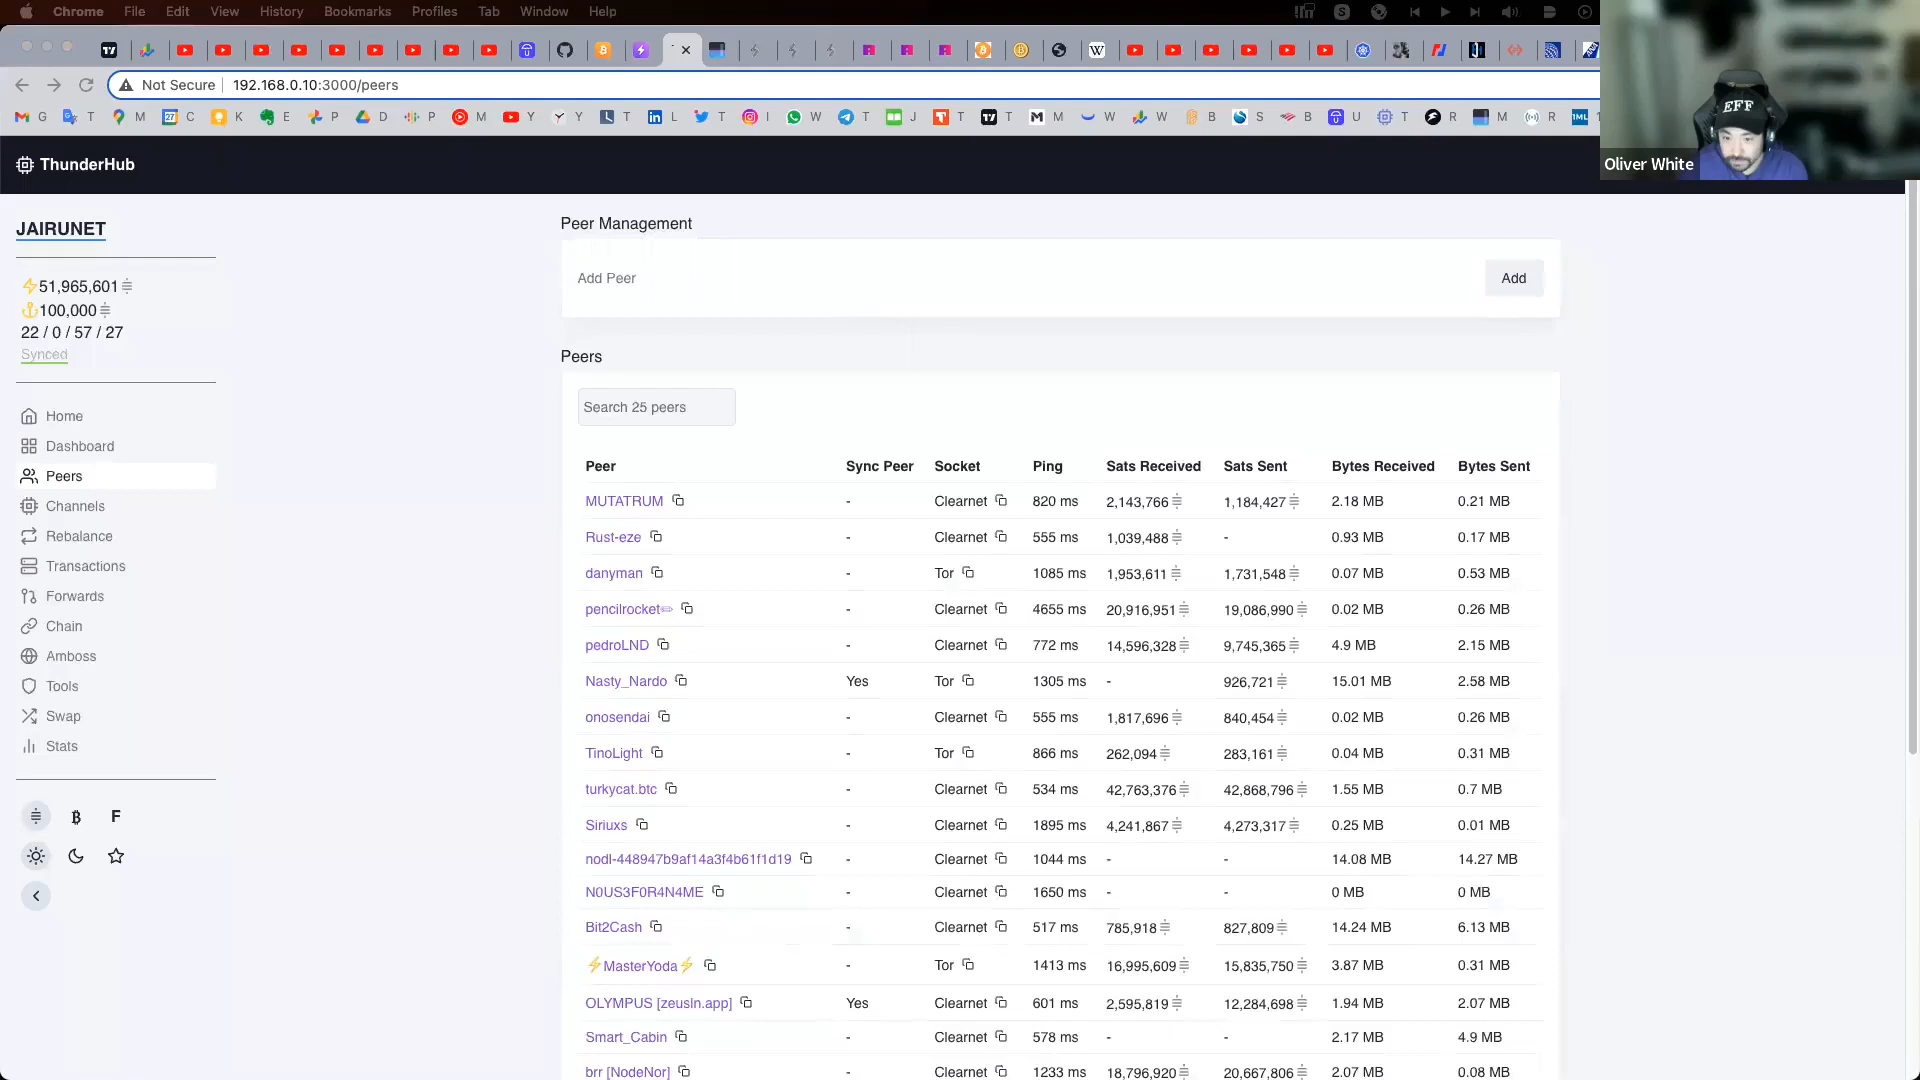 Chrome File Edit View History Bookmarks Profiles Tab Window Help
Not Secure 192.168.0.10:3000/peers
G T M C K E P D P M Y Y T L T I W T J T T M W W B S B U T R M R 1ML 1
EFF
Oliver White
ThunderHub
JAIRUNET
51,965,601
100,000
22 / 0 / 57 / 27
Synced
Home
Dashboard
Peers
Channels
Rebalance
Transactions
Forwards
Chain
Amboss
Tools
Swap
Stats
F
Peer Management
Add Peer Add
Peers
Search 25 peers
Peer Sync Peer Socket Ping Sats Received Sats Sent Bytes Received Bytes Sent
MUTATRUM - Clearnet 820 ms 2,143,766 1,184,427 2.18 MB 0.21 MB
Rust-eze - Clearnet 555 ms 1,039,488 - 0.93 MB 0.17 MB
danyman - Tor 1085 ms 1,953,611 1,731,548 0.07 MB 0.53 MB
pencilrocket✏ - Clearnet 4655 ms 20,916,951 19,086,990 0.02 MB 0.26 MB
pedroLND - Clearnet 772 ms 14,596,328 9,745,365 4.9 MB 2.15 MB
Nasty_Nardo Yes Tor 1305 ms - 926,721 15.01 MB 2.58 MB
onosendai - Clearnet 555 ms 1,817,696 840,454 0.02 MB 0.26 MB
TinoLight - Tor 866 ms 262,094 283,161 0.04 MB 0.31 MB
turkycat.btc - Clearnet 534 ms 42,763,376 42,868,796 1.55 MB 0.7 MB
Siriuxs - Clearnet 1895 ms 4,241,867 4,273,317 0.25 MB 0.01 MB
nodl-448947b9af14a3f4b61f1d19 - Clearnet 1044 ms - - 14.08 MB 14.27 MB
N0US3F0R4N4ME - Clearnet 1650 ms - - 0 MB 0 MB
Bit2Cash - Clearnet 517 ms 785,918 827,809 14.24 MB 6.13 MB
⚡MasterYoda⚡ - Tor 1413 ms 16,995,609 15,835,750 3.87 MB 0.31 MB
OLYMPUS [zeusln.app] Yes Clearnet 601 ms 2,595,819 12,284,698 1.94 MB 2.07 MB
Smart_Cabin - Clearnet 578 ms - - 2.17 MB 4.9 MB
brr [NodeNor] - Clearnet 1233 ms 18,796,920 20,667,806 2.07 MB 0.08 MB